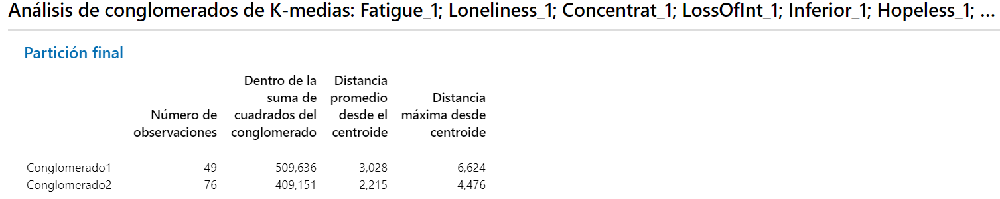 Análisis de conglomerados de K-medias: Fatigue_1; Loneliness_1; Concentrat_1; LossOfInt_1; Inferior_1; Hopeless_1; ...
Partición final
Dentro de la Distancia
suma de promedio Distancia
Número de cuadrados del desde el máxima desde
observaciones conglomerado centroide centroide
Conglomerado1 49 509,636 3,028 6,624
Conglomerado2 76 409,151 2,215 4,476